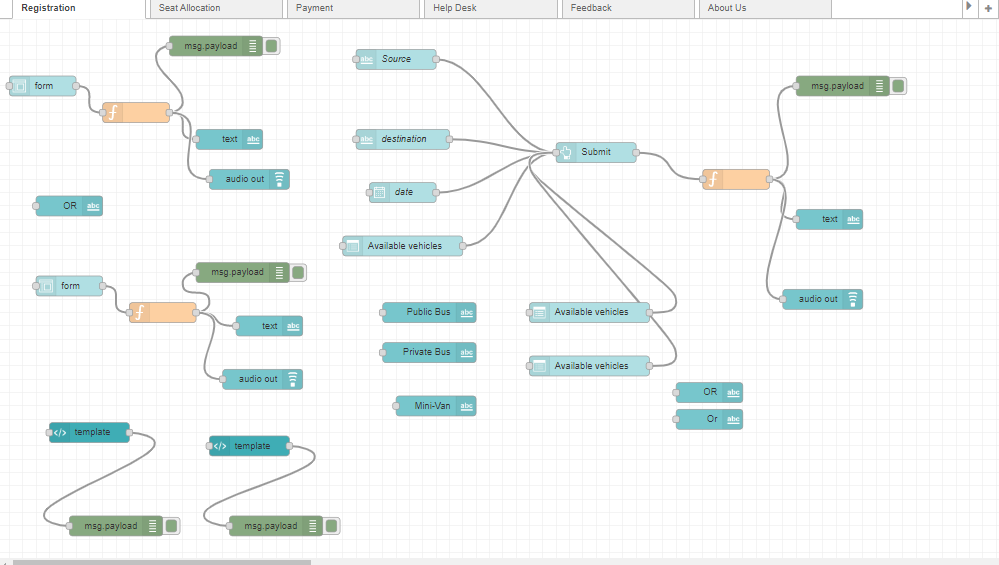 Registration
Seat Allocation
Payment
Help Desk
Feedback
About Us
msg.payload
Source
form
msg.payload
f
text abc
abc destination
Submit
audio out
f
date
OR abc
text abc
Available vehicles
msg.payload
form
audio out
f
Public Bus abc
Available vehicles
text abc
Private Bus abc
Available vehicles
audio out
OR abc
Mini-Van abc
Or abc
</> template
</> template
msg.payload
msg.payload